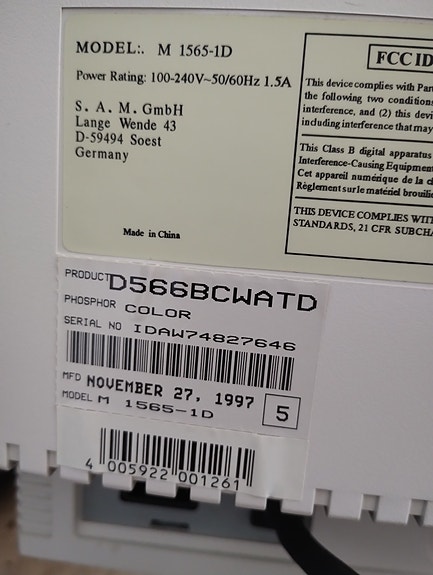 MODEL:. M 1565-1D
Power Rating: 100-240V~50/60Hz 1.5A
S. A. M. GmbH
Lange Wende 43
D-59494 Soest
Germany
Made in China
FCC ID
This device complies with Part
the following two conditions
interference, and (2) this devi
including interference that may
This Class B digital apparatus
Interference-Causing Equipmen
Cet appareil numérique de la cl
Règlement sur le matériel brouill
THIS DEVICE COMPLIES WIT
STANDARDS, 21 CFR SUBCHA
PRODUCT D566BCWATD
PHOSPHOR COLOR
SERIAL NO IDAW74827646
MFD NOVEMBER 27, 1997
MODEL M 1565-1D 5
4 005922 001261